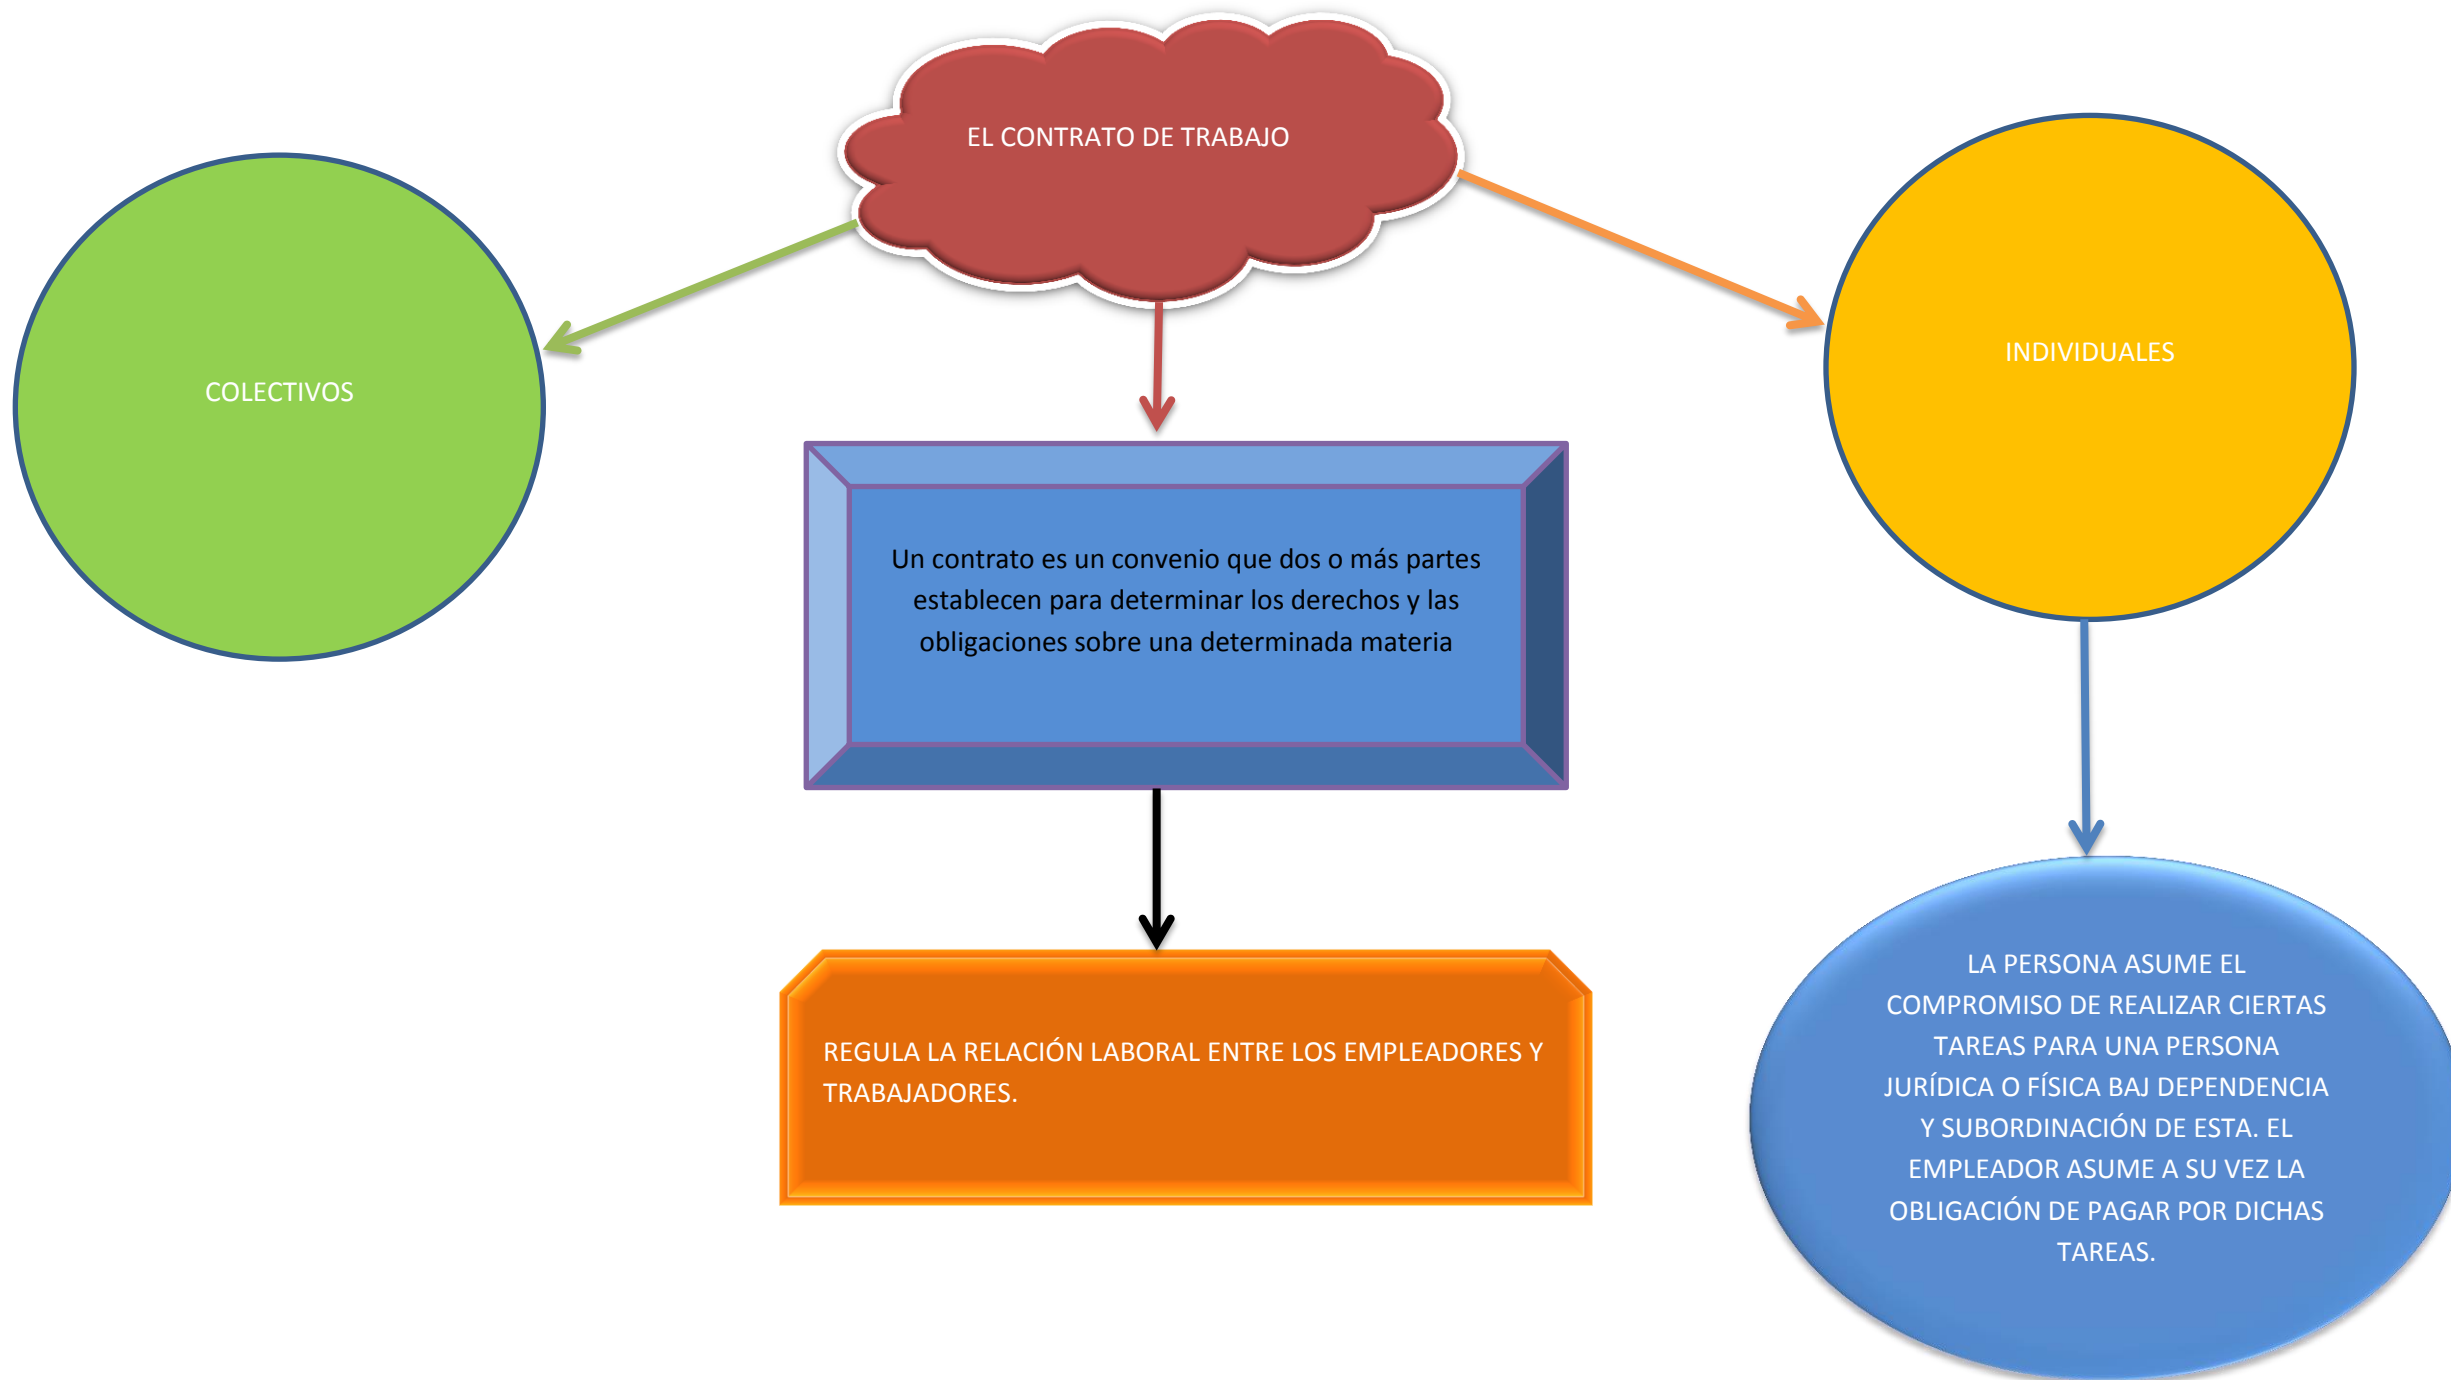 EL CONTRATO DE TRABAJO
COLECTIVOS
INDIVIDUALES
Un contrato es un convenio que dos o más partes
establecen para determinar los derechos y las
obligaciones sobre una determinada materia
REGULA LA RELACIÓN LABORAL ENTRE LOS EMPLEADORES Y
TRABAJADORES.
LA PERSONA ASUME EL
COMPROMISO DE REALIZAR CIERTAS
TAREAS PARA UNA PERSONA
JURÍDICA O FÍSICA BAJ DEPENDENCIA
Y SUBORDINACIÓN DE ESTA. EL
EMPLEADOR ASUME A SU VEZ LA
OBLIGACIÓN DE PAGAR POR DICHAS
TAREAS.